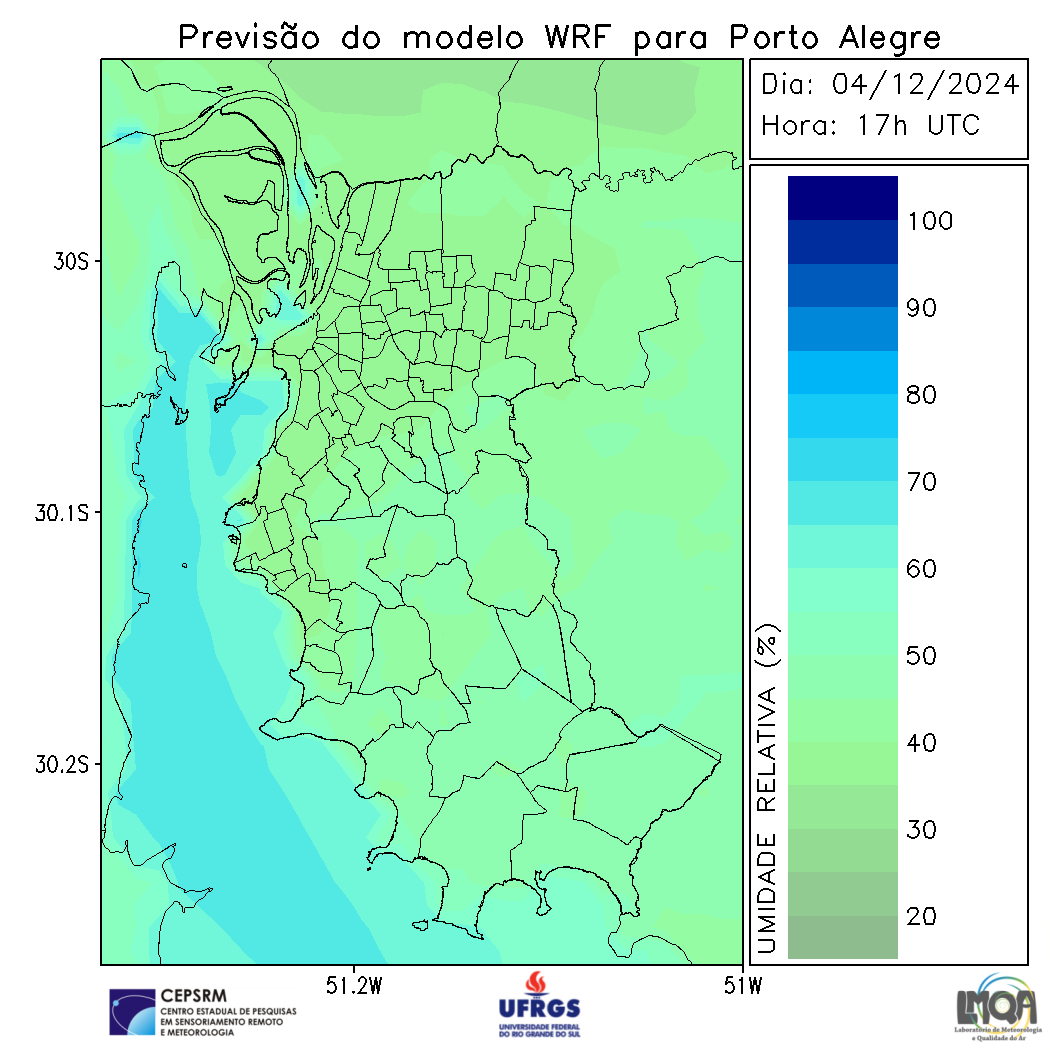 Previsão do modelo WRF para Porto Alegre
Dia: 04/12/2024
Hora: 17h UTC
30S
30.1S
30.2S
51.2W
51W
UMIDADE RELATIVA (%)
100
90
80
70
60
50
40
30
20
CEPSRM
CENTRO ESTADUAL DE PESQUISAS
EM SENSORIAMENTO REMOTO
E METEOROLOGIA
UFRGS
UNIVERSIDADE FEDERAL
DO RIO GRANDE DO SUL
LMQA
Laboratório de Meteorologia
e Qualidade do Ar